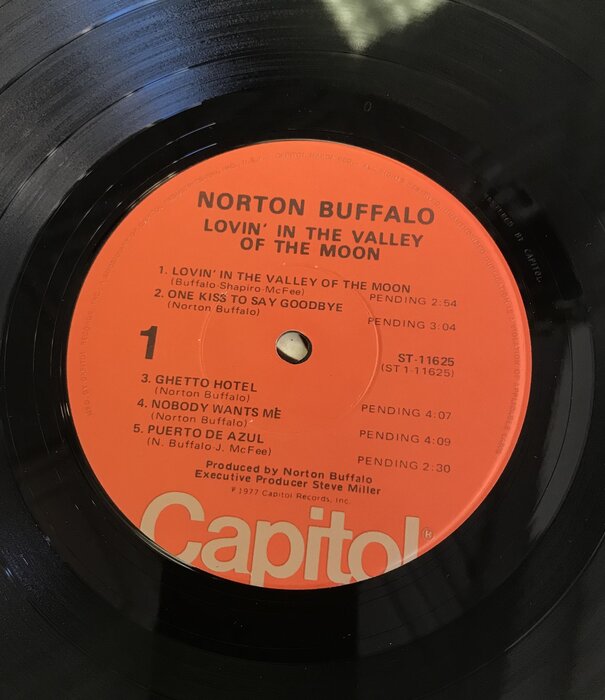 NORTON BUFFALO
LOVIN' IN THE VALLEY
OF THE MOON
1. LOVIN' IN THE VALLEY OF THE MOON
(Buffalo-Shapiro-McFee) PENDING 2:54
2. ONE KISS TO SAY GOODBYE
(Norton Buffalo) PENDING 3:04
1
ST-11625
(ST 1-11625)
3. GHETTO HOTEL
(Norton Buffalo) PENDING 4:07
4. NOBODY WANTS ME
(Norton Buffalo) PENDING 4:09
5. PUERTO DE AZUL
(N. Buffalo-J. McFee) PENDING 2:30
Produced by Norton Buffalo
Executive Producer Steve Miller
℗ 1977 Capitol Records, Inc.
Capitol®